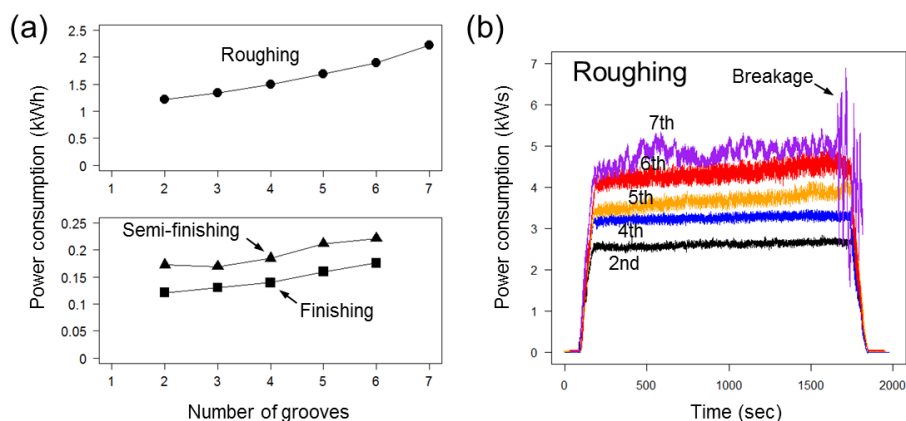 (a)
Roughing
2.5
2
1.5
1
0.5
0
1 2 3 4 5 6 7
Power consumption (kWh)
Semi-finishing
Finishing
0.25
0.2
0.15
0.1
0.05
0
1 2 3 4 5 6 7
Number of grooves
(b)
Roughing
Breakage
7th
6th
5th
4th
2nd
7
6
5
4
3
2
1
0
Power consumption (kWs)
0 500 1000 1500 2000
Time (sec)